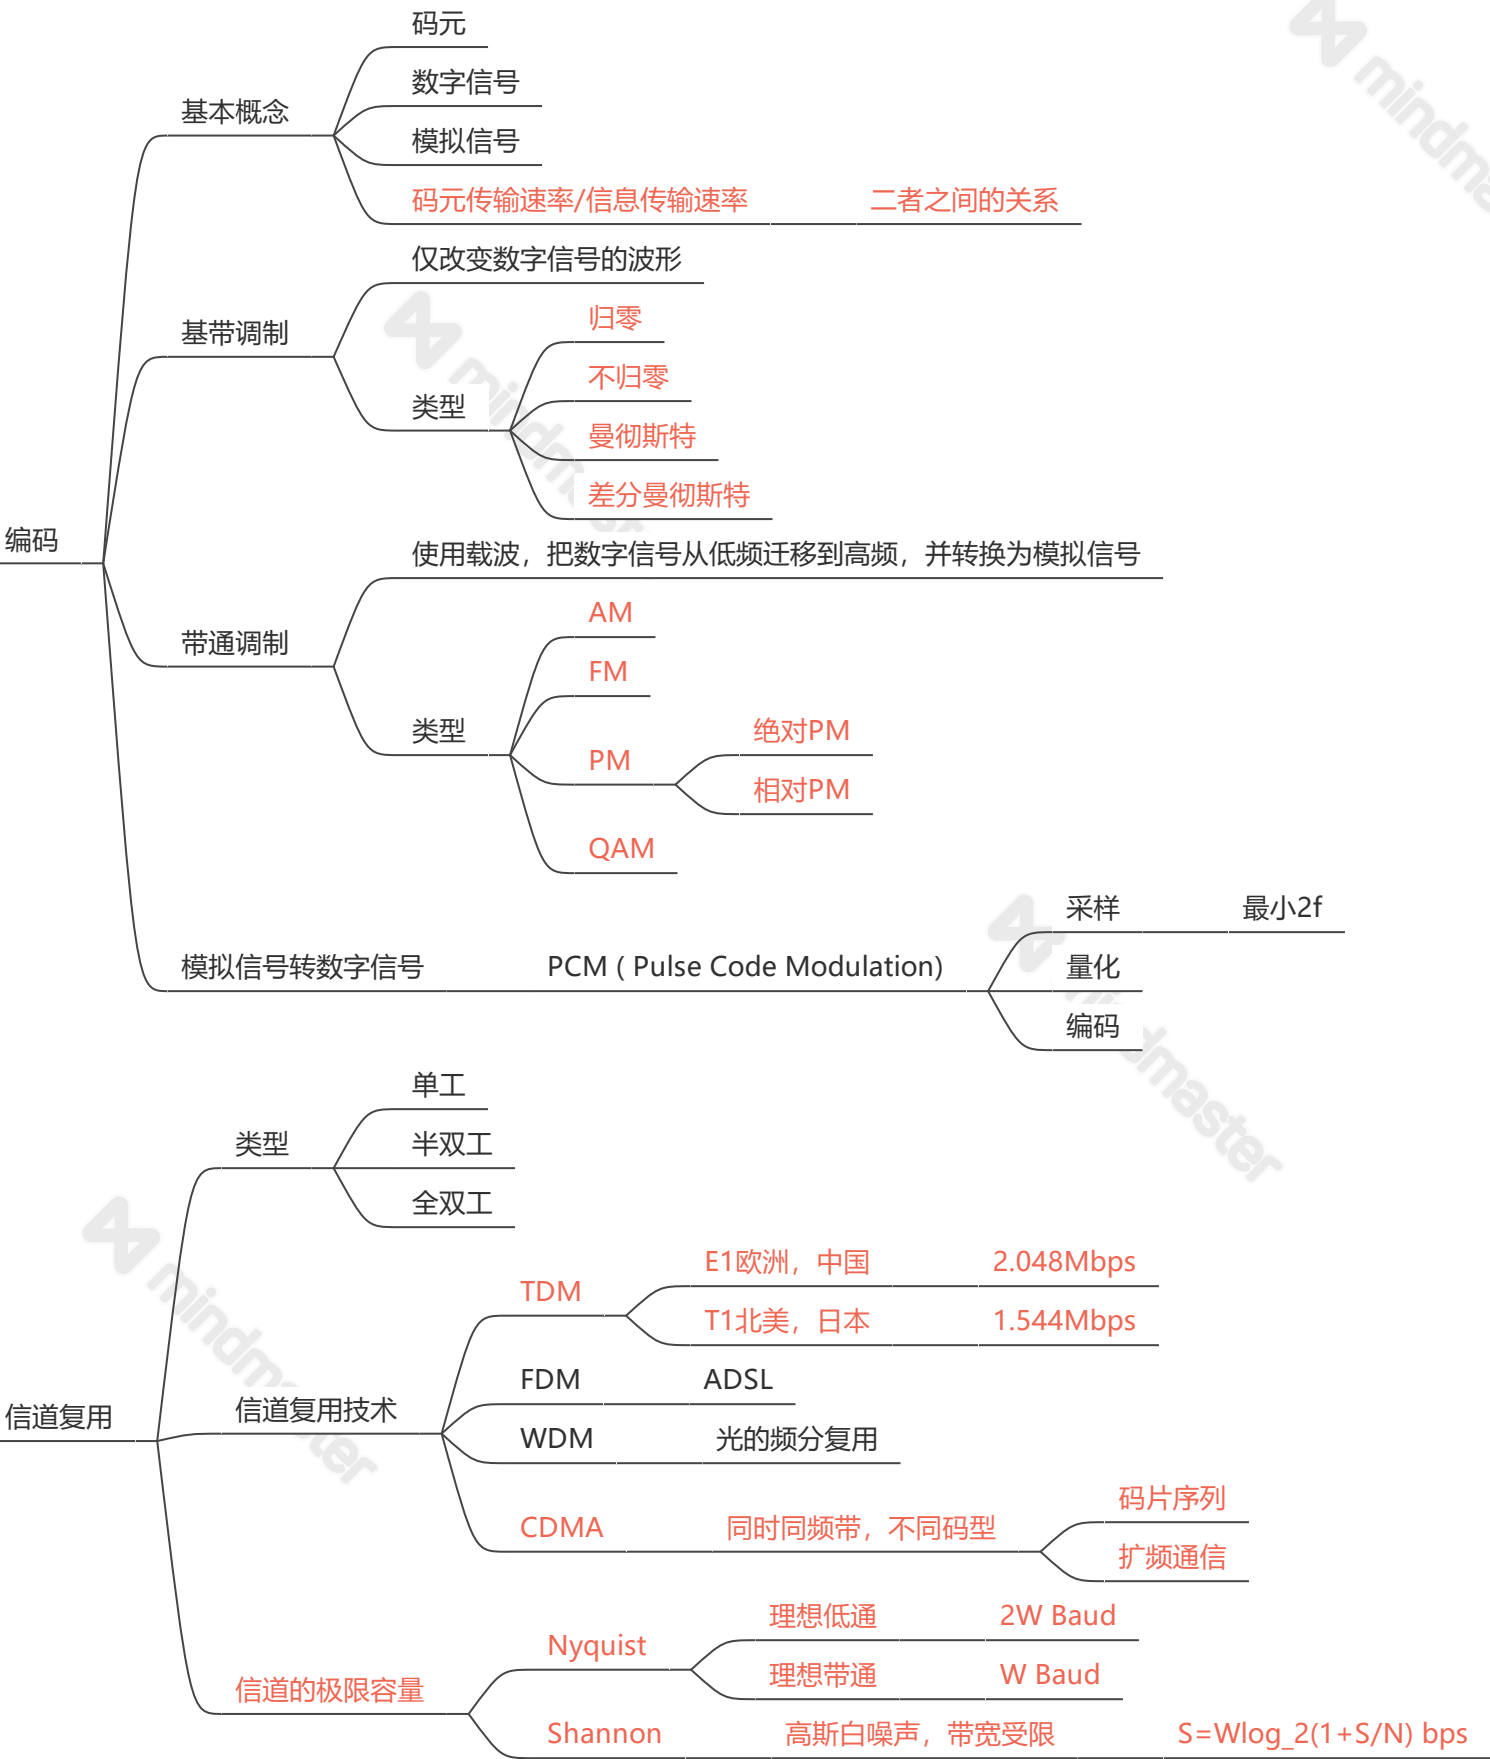 码元
数字信号
基本概念
模拟信号
码元传输速率/信息传输速率 二者之间的关系
仅改变数字信号的波形
归零
基带调制
不归零
类型
曼彻斯特
差分曼彻斯特
编码
使用载波，把数字信号从低频迁移到高频，并转换为模拟信号
AM
带通调制
FM
绝对PM
类型
PM
相对PM
QAM
采样 最小2f
模拟信号转数字信号 PCM ( Pulse Code Modulation) 量化
编码
单工
类型 半双工
全双工
E1欧洲，中国 2.048Mbps
TDM
T1北美，日本 1.544Mbps
FDM ADSL
信道复用 信道复用技术
WDM 光的频分复用
码片序列
CDMA 同时同频带，不同码型
扩频通信
理想低通 2W Baud
Nyquist
理想带通 W Baud
信道的极限容量
Shannon 高斯白噪声，带宽受限 S=Wlog_2(1+S/N) bps
mindmaster
mindmaster